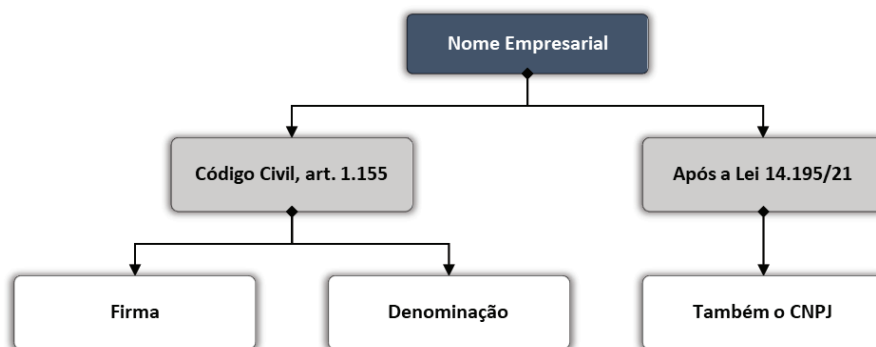 Nome Empresarial
Código Civil, art. 1.155
Após a Lei 14.195/21
Firma
Denominação
Também o CNPJ